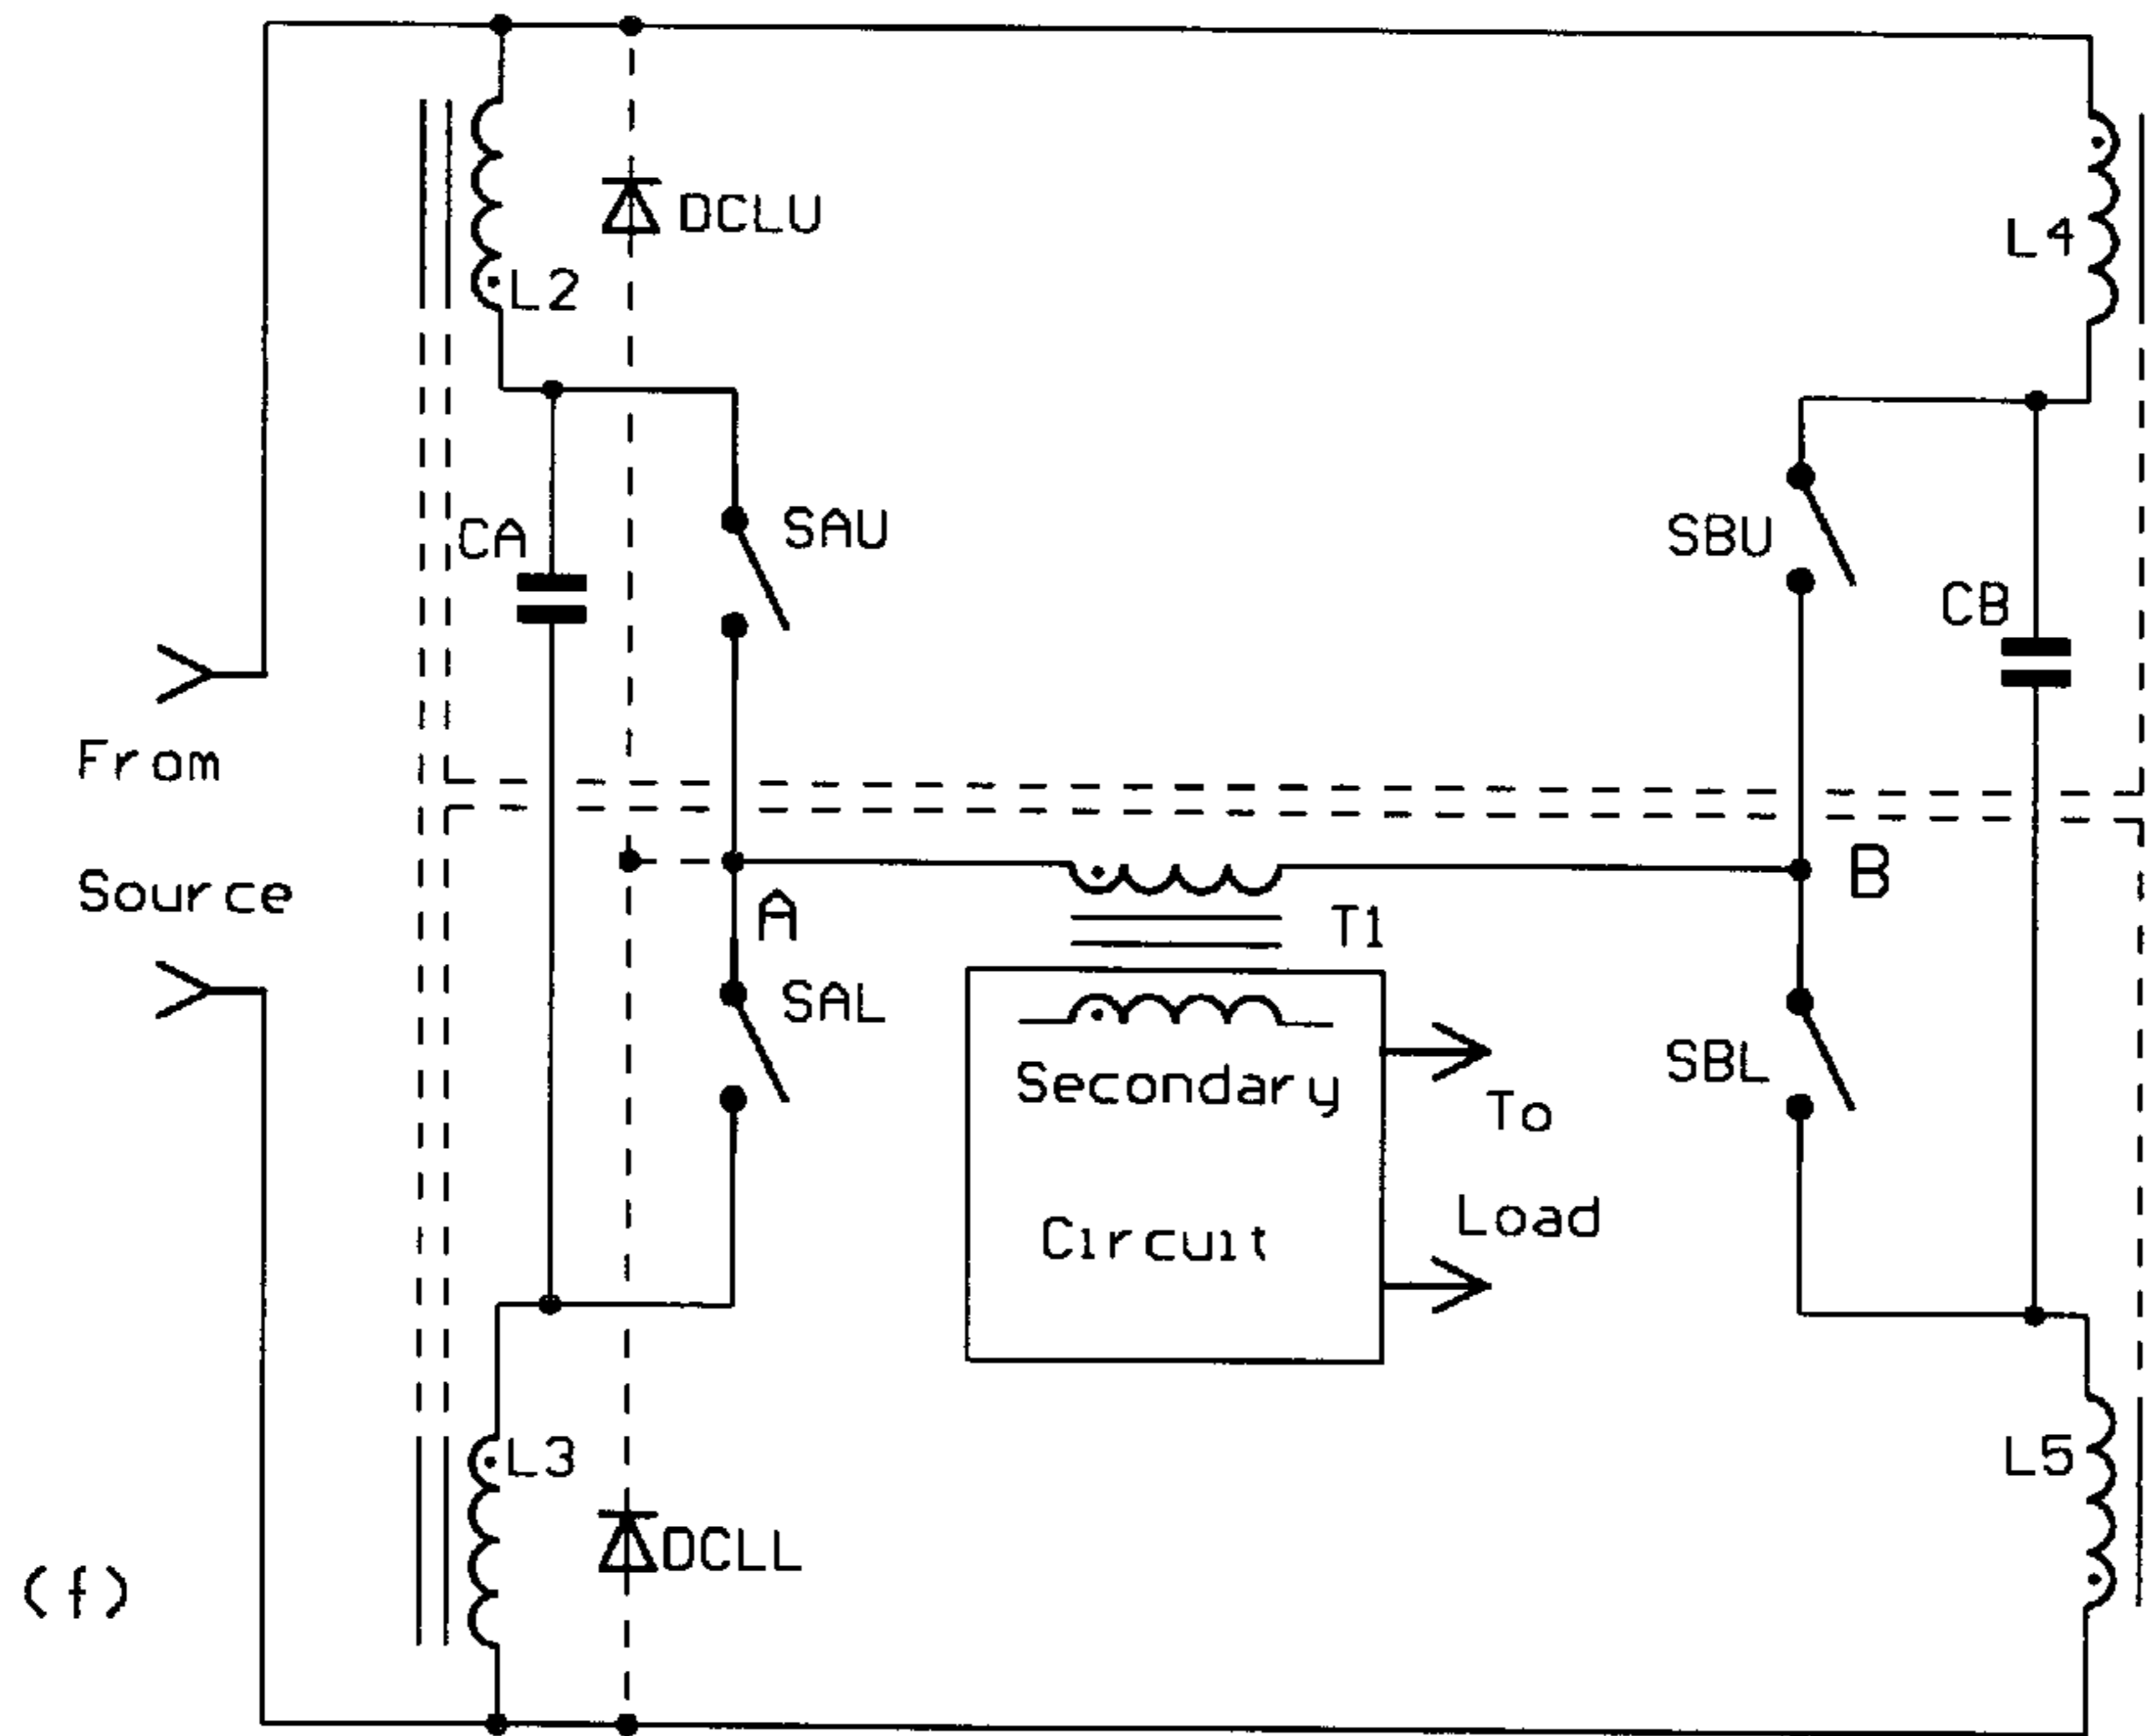 DCLU
L2
L4
CA
SAU
SBU
CB
From
Source
A
B
T1
SAL
SBL
Secondary
Circuit
To
Load
L3
L5
DCLL
(f)